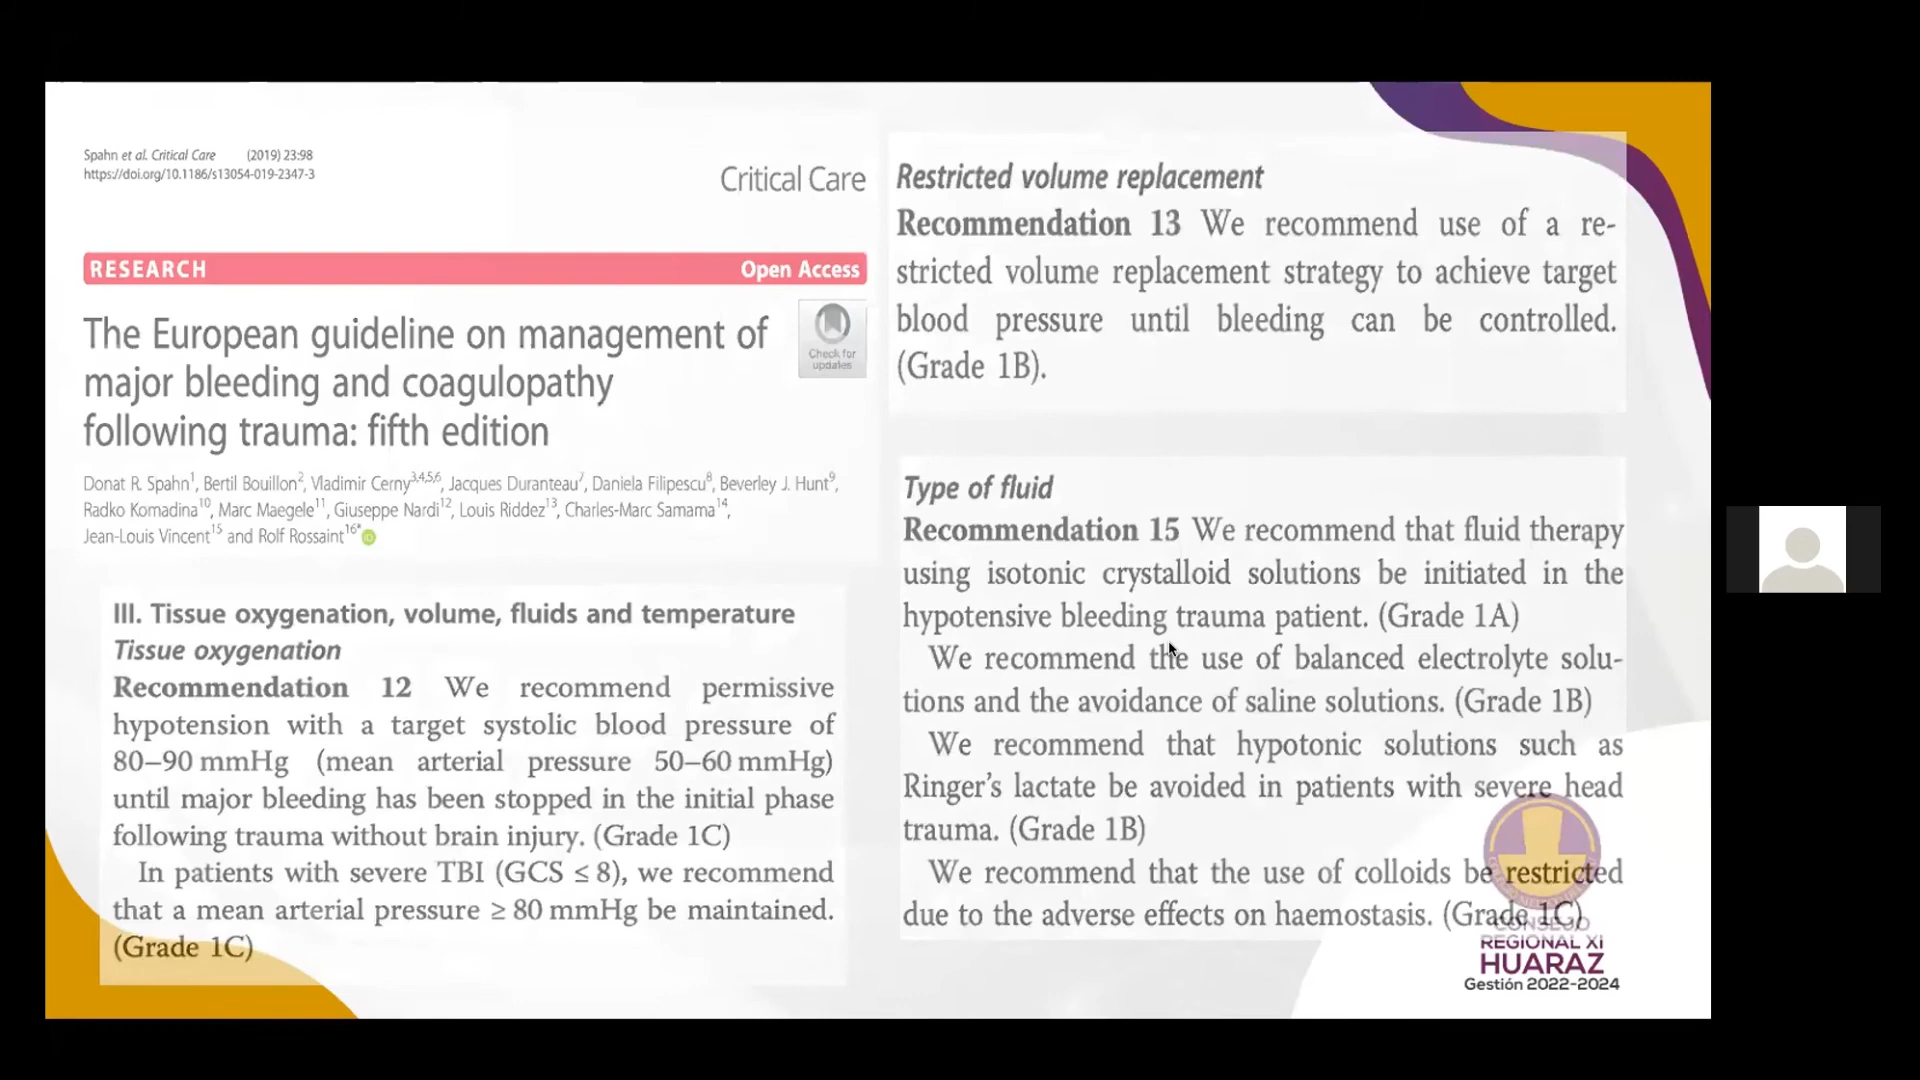 Spahn et al. Critical Care (2019) 23:98
https://doi.org/10.1186/s13054-019-2347-3
Critical Care
RESEARCH Open Access
The European guideline on management of
major bleeding and coagulopathy
following trauma: fifth edition
Check for
updates
Donat R. Spahn1, Bertil Bouillon2, Vladimir Cerny3,4,5,6, Jacques Duranteau7, Daniela Filipescu8, Beverley J. Hunt9,
Radko Komadina10, Marc Maegele11, Giuseppe Nardi12, Louis Riddez13, Charles-Marc Samama14,
Jean-Louis Vincent15 and Rolf Rossaint16*
III. Tissue oxygenation, volume, fluids and temperature
Tissue oxygenation
Recommendation 12 We recommend permissive
hypotension with a target systolic blood pressure of
80–90 mmHg (mean arterial pressure 50–60 mmHg)
until major bleeding has been stopped in the initial phase
following trauma without brain injury. (Grade 1C)
In patients with severe TBI (GCS ≤ 8), we recommend
that a mean arterial pressure ≥ 80 mmHg be maintained.
(Grade 1C)
Restricted volume replacement
Recommendation 13 We recommend use of a re-
stricted volume replacement strategy to achieve target
blood pressure until bleeding can be controlled.
(Grade 1B).
Type of fluid
Recommendation 15 We recommend that fluid therapy
using isotonic crystalloid solutions be initiated in the
hypotensive bleeding trauma patient. (Grade 1A)
We recommend the use of balanced electrolyte solu-
tions and the avoidance of saline solutions. (Grade 1B)
We recommend that hypotonic solutions such as
Ringer's lactate be avoided in patients with severe head
trauma. (Grade 1B)
We recommend that the use of colloids be restricted
due to the adverse effects on haemostasis. (Grade 1C)
CONSEJO
REGIONAL XI
HUARAZ
Gestión 2022-2024